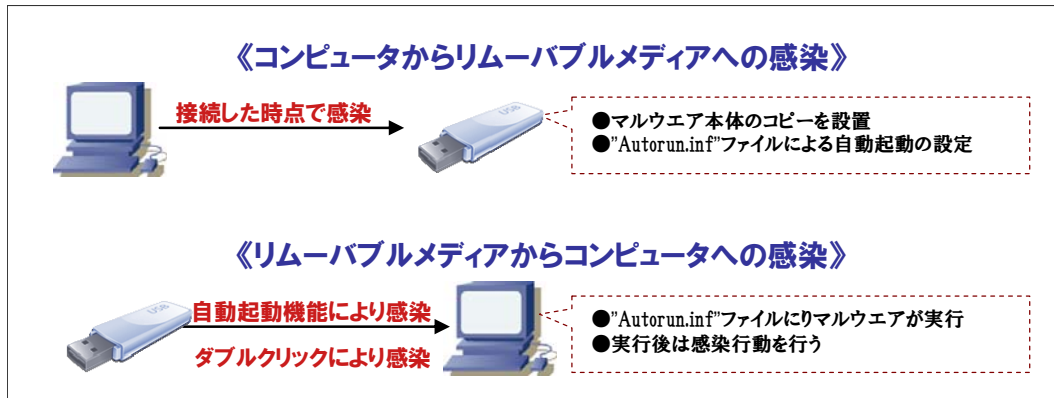 《コンピュータからリムーバブルメディアへの感染》
接続した時点で感染
USB
●マルウエア本体のコピーを設置
●”Autorun.inf”ファイルによる自動起動の設定
《リムーバブルメディアからコンピュータへの感染》
USB
自動起動機能により感染
ダブルクリックにより感染
●”Autorun.inf”ファイルにりマルウエアが実行
●実行後は感染行動を行う